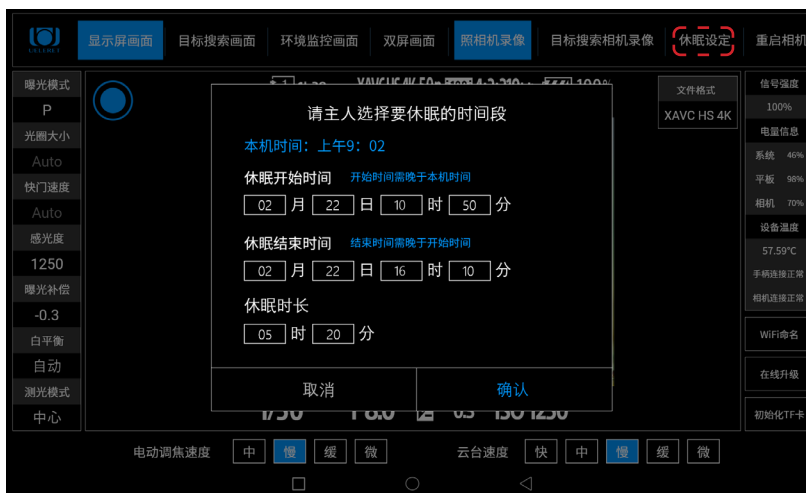 LALLRET
显示屏画面 目标搜索画面 环境监控画面 双屏画面 照相机录像 目标搜索相机录像 休眠设定 重启相机
曝光模式
P
光圈大小
Auto
快门速度
Auto
感光度
1250
曝光补偿
-0.3
白平衡
自动
测光模式
中心
请主人选择要休眠的时间段
本机时间：上午9：02
休眠开始时间 开始时间需晚于本机时间
02 月 22 日 10 时 50 分
休眠结束时间 结束时间需晚于开始时间
02 月 22 日 16 时 10 分
休眠时长
05 时 20 分
取消 确认
文件格式
XAVC HS 4K
信号强度
100%
电量信息
系统 46%
平板 98%
相机 70%
设备温度
57.59°C
手柄连接正常
相机连接正常
WiFi命名
在线升级
初始化TF卡
电动调焦速度 中 慢 缓 微 云台速度 快 中 慢 缓 微